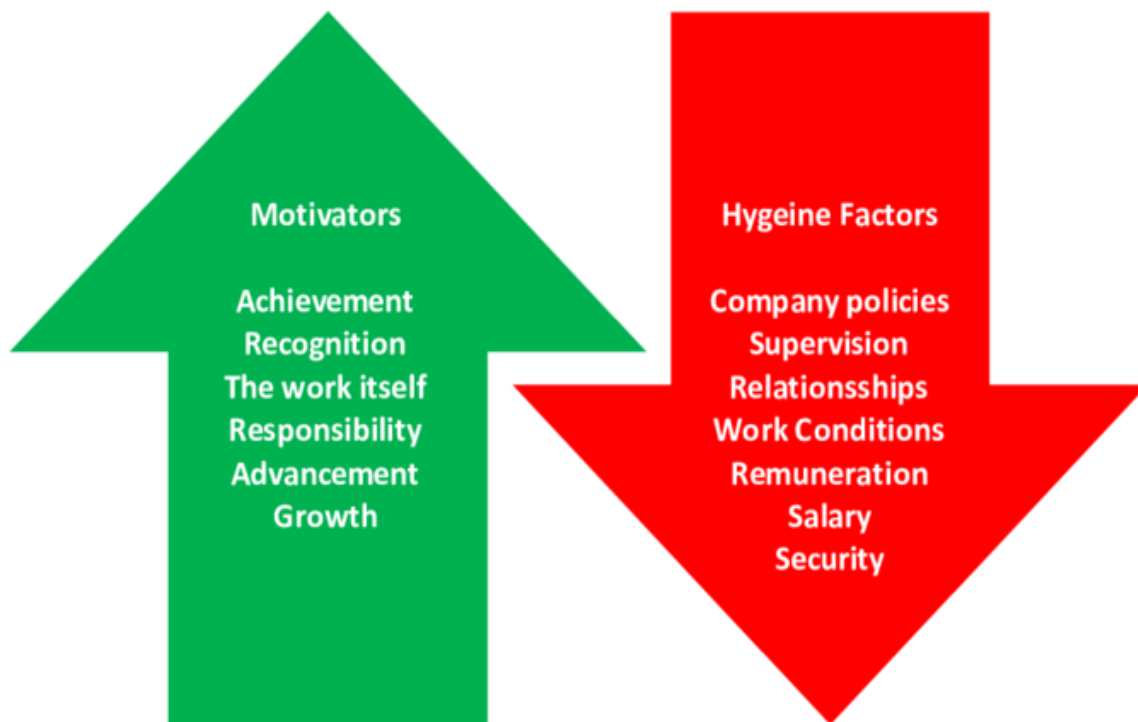 Motivators
Achievement
Recognition
The work itself
Responsibility
Advancement
Growth
Hygeine Factors
Company policies
Supervision
Relationsships
Work Conditions
Remuneration
Salary
Security